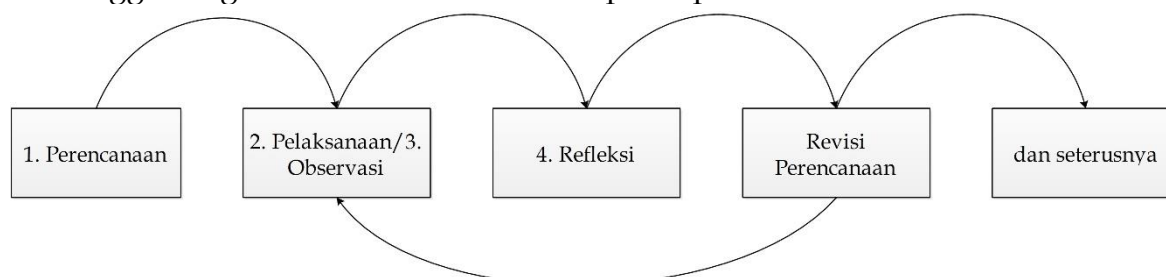 1. Perencanaan
2. Pelaksanaan/3.
Observasi
4. Refleksi
Revisi
Perencanaan
dan seterusnya